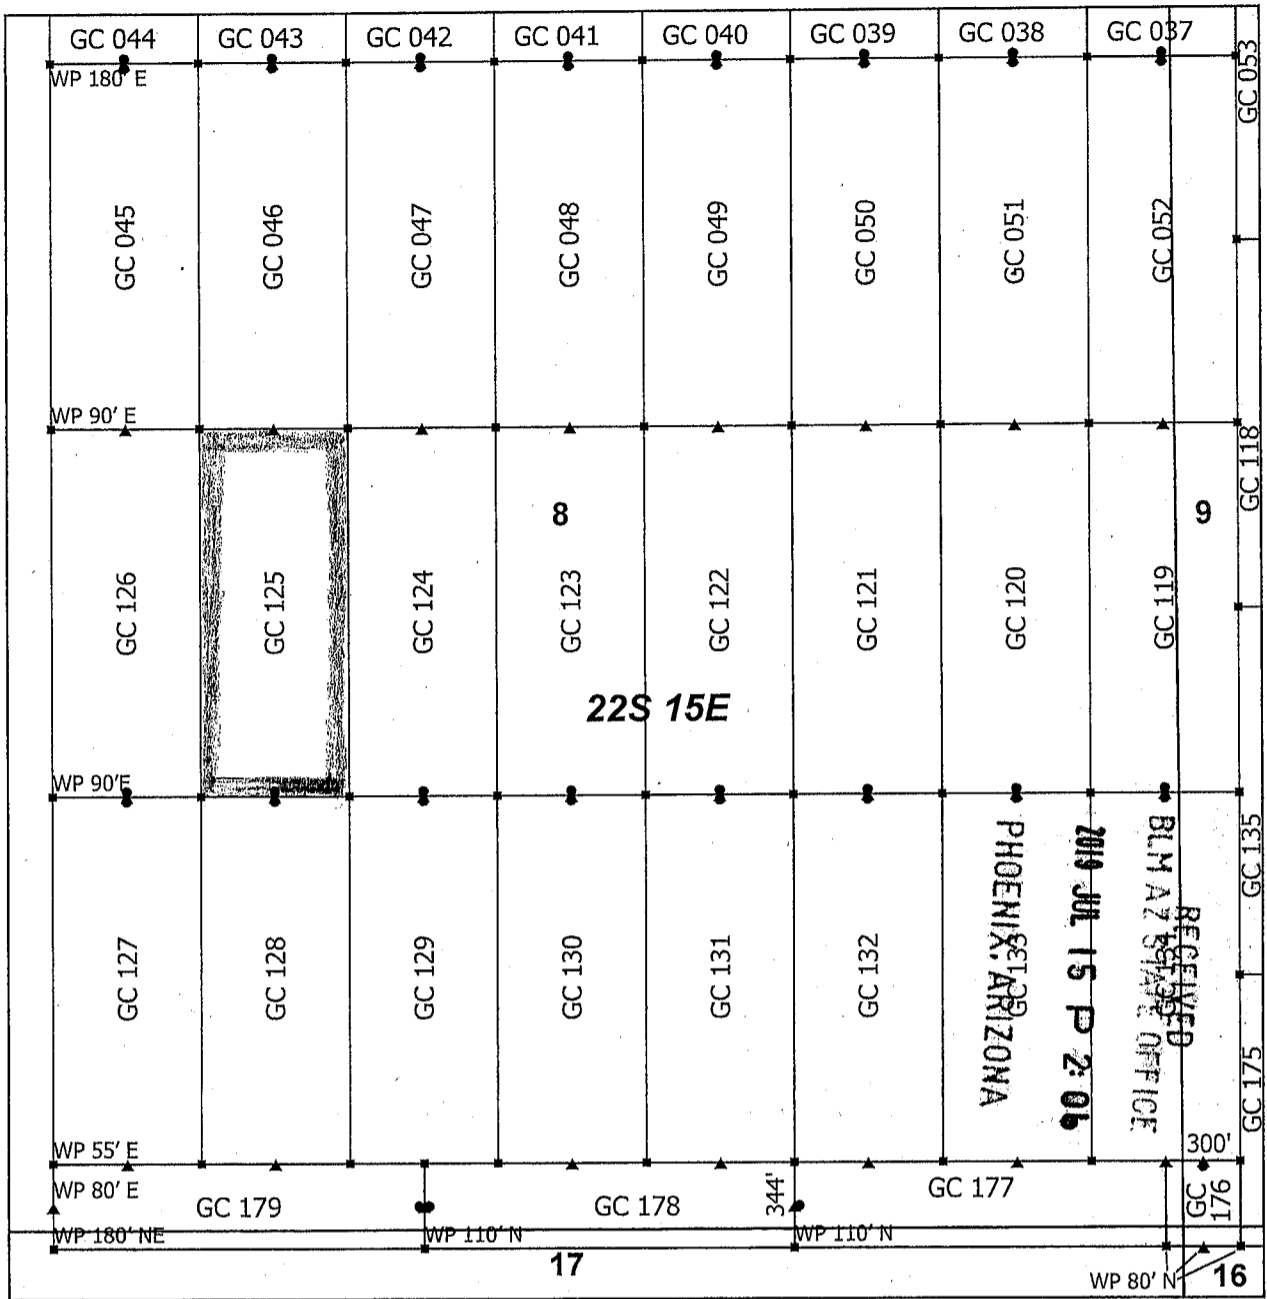 GC 044
GC 043
GC 042
GC 041
GC 040
GC 039
GC 038
GC 037
GC 053
WP 180' E
GC 045
GC 046
GC 047
GC 048
GC 049
GC 050
GC 051
GC 052
WP 90' E
GC 118
8
9
GC 126
GC 125
GC 124
GC 123
GC 122
GC 121
GC 120
GC 119
22S 15E
WP 90'E
GC 135
GC 127
GC 128
GC 129
GC 130
GC 131
GC 132
GC 133
GC 134
RECEIVED
BLM AZ STATE OFFICE
2019 JUL 15 P 2:06
PHOENIX, ARIZONA
GC 175
WP 55' E
300'
WP 80' E
GC 179
GC 178
344'
GC 177
GC 176
WP 180' NE
WP 110' N
WP 110' N
17
WP 80' N
16